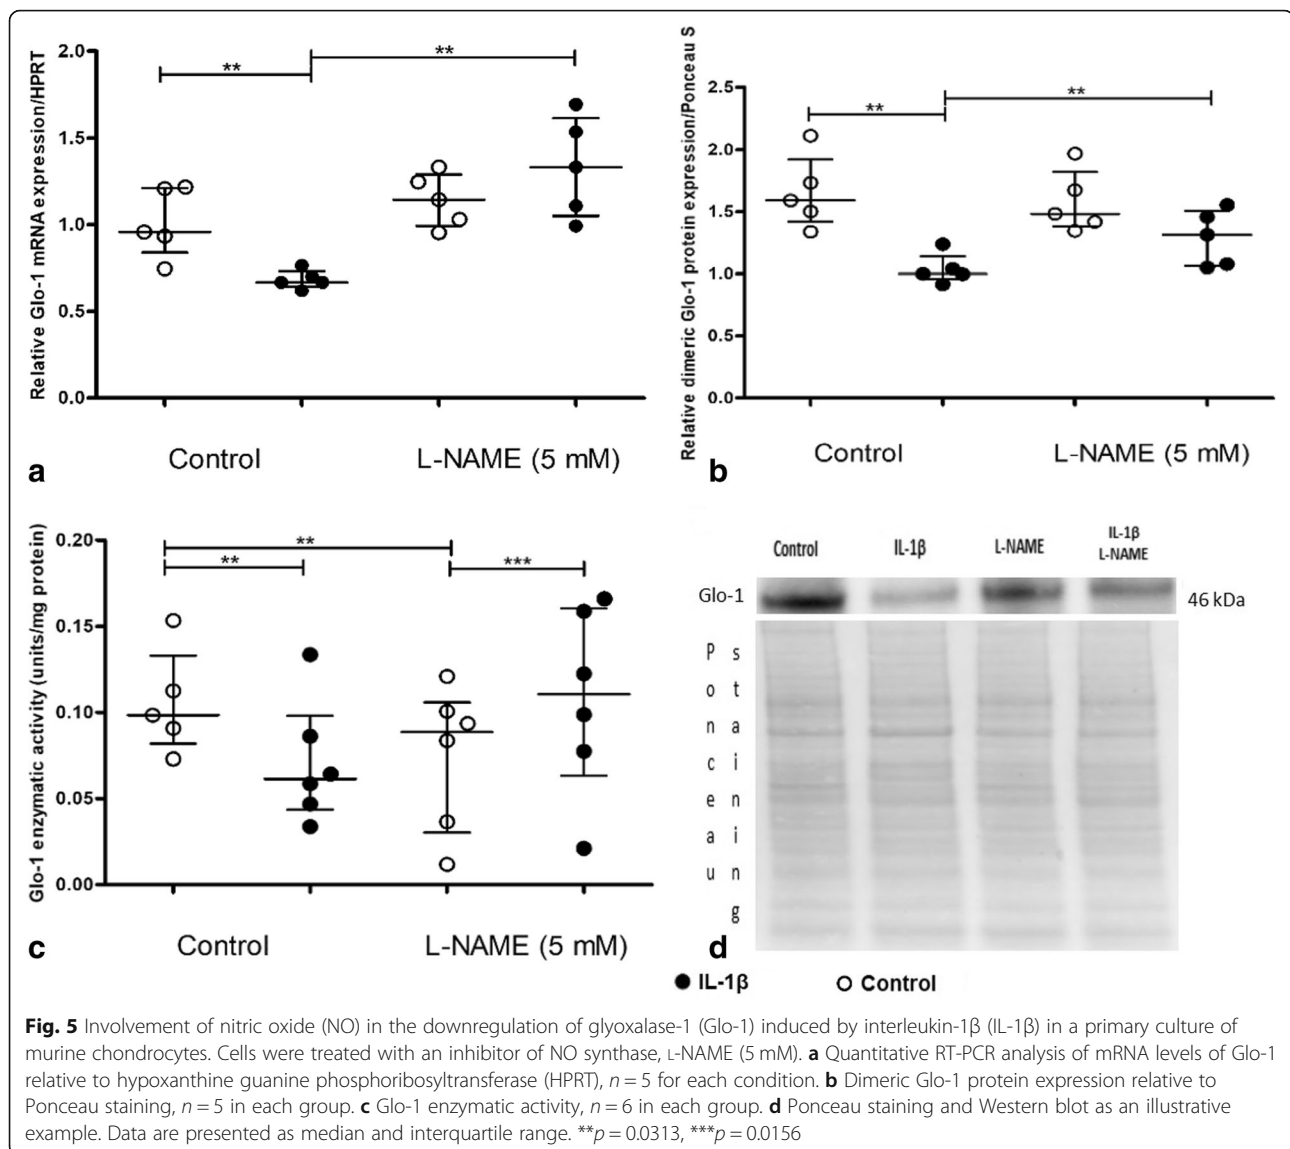 Relative Glo-1 mRNA expression/HPRT
2.0
1.5
1.0
0.5
0.0
**
**
Control
L-NAME (5 mM)
a
Relative dimeric Glo-1 protein expression/Ponceau S
2.5
2.0
1.5
1.0
0.5
0.0
**
**
Control
L-NAME (5 mM)
b
Glo-1 enzymatic activity (units/mg protein)
0.20
0.15
0.10
0.05
0.00
**
**
***
Control
L-NAME (5 mM)
c
Control
IL-1β
L-NAME
IL-1β
L-NAME
Glo-1
46 kDa
P s
o t
n a
c i
e n
a i
u n
g
d
IL-1β
Control
Fig. 5 Involvement of nitric oxide (NO) in the downregulation of glyoxalase-1 (Glo-1) induced by interleukin-1β (IL-1β) in a primary culture of
murine chondrocytes. Cells were treated with an inhibitor of NO synthase, L-NAME (5 mM). a Quantitative RT-PCR analysis of mRNA levels of Glo-1
relative to hypoxanthine guanine phosphoribosyltransferase (HPRT), n = 5 for each condition. b Dimeric Glo-1 protein expression relative to
Ponceau staining, n = 5 in each group. c Glo-1 enzymatic activity, n = 6 in each group. d Ponceau staining and Western blot as an illustrative
example. Data are presented as median and interquartile range. **p = 0.0313, ***p = 0.0156